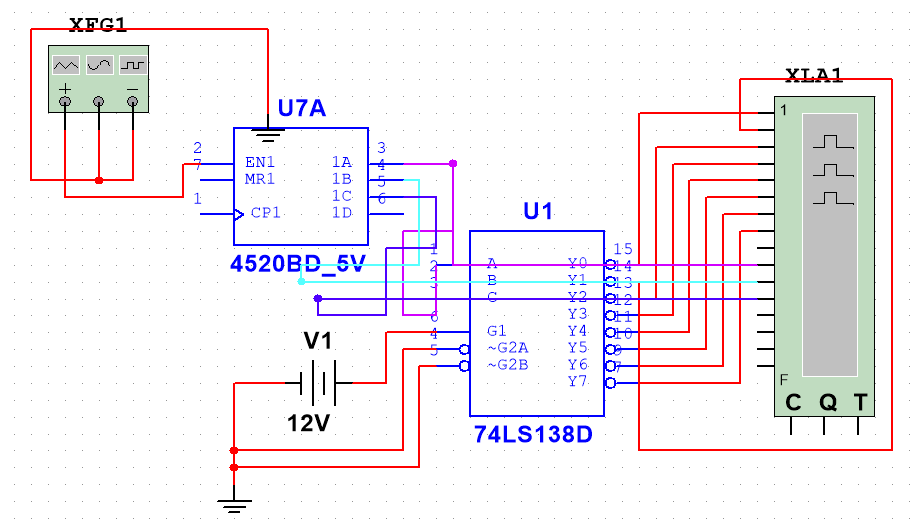 XFG1
XLA1
+ −
U7A
2 EN1 1A 3
7 MR1 1B 4
1C 5
1 CP1 1D 6
4520BD_5V
U1
1 A Y0 15
2 B Y1 14
3 C Y2 13
Y3 12
6 G1 Y4 11
4 ~G2A Y5 10
5 ~G2B Y6 9
Y7 7
74LS138D
V1
12V
1
F
C Q T